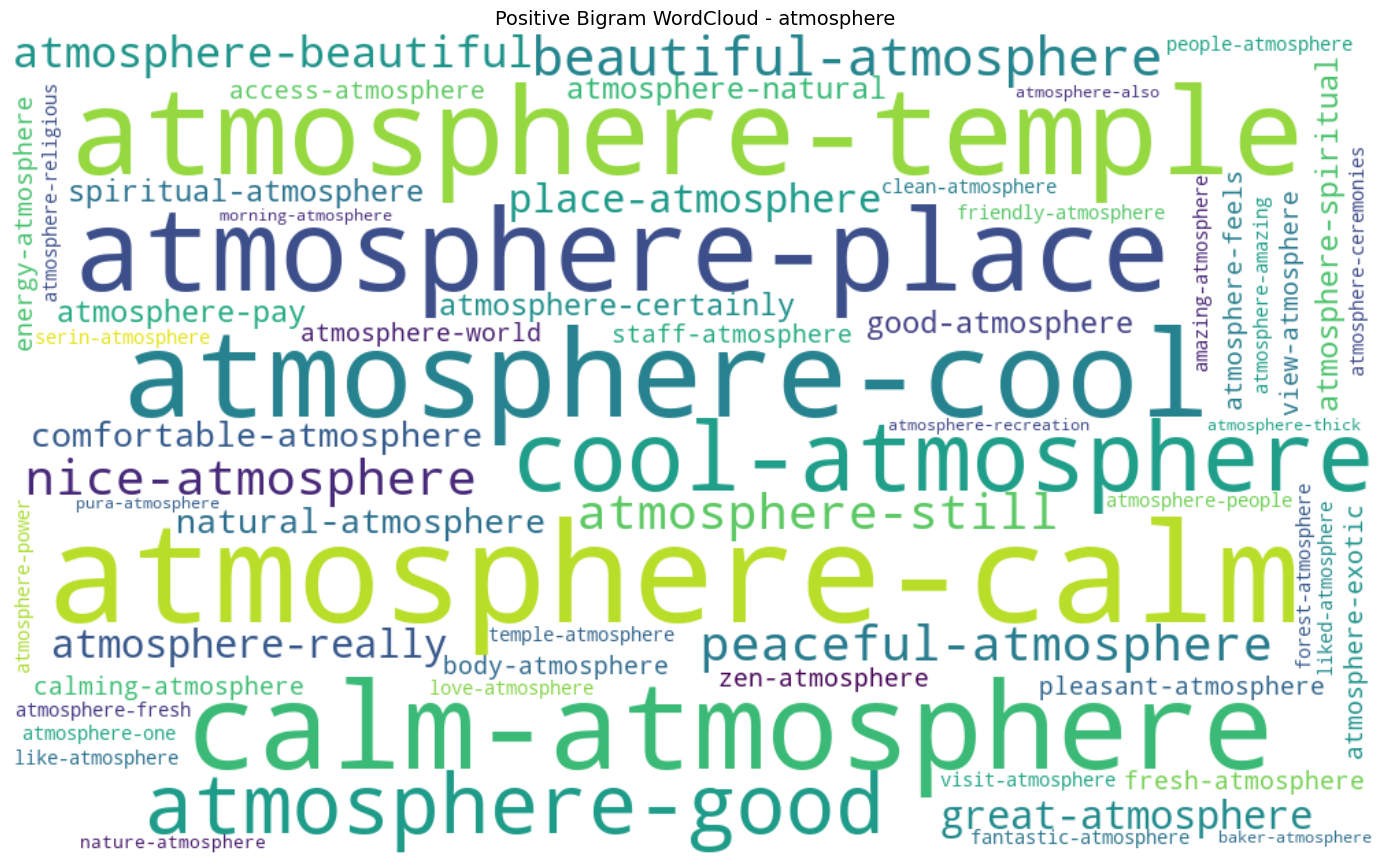 Positive Bigram WordCloud - atmosphere
atmosphere-beautiful
beautiful-atmosphere
people-atmosphere
access-atmosphere
atmosphere-natural
atmosphere-also
atmosphere-temple
energy-atmosphere
atmosphere-religious
atmosphere-spiritual
atmosphere-ceremonies
spiritual-atmosphere
place-atmosphere
clean-atmosphere
morning-atmosphere
friendly-atmosphere
amazing-atmosphere
atmosphere-feels
atmosphere-amazing
view-atmosphere
atmosphere-place
atmosphere-pay
atmosphere-certainly
serin-atmosphere
atmosphere-world
staff-atmosphere
good-atmosphere
atmosphere-cool
comfortable-atmosphere
atmosphere-recreation
atmosphere-thick
cool-atmosphere
nice-atmosphere
pura-atmosphere
natural-atmosphere
atmosphere-still
atmosphere-people
atmosphere-power
atmosphere-calm
forest-atmosphere
liked-atmosphere
atmosphere-exotic
atmosphere-really
temple-atmosphere
peaceful-atmosphere
body-atmosphere
calming-atmosphere
love-atmosphere
zen-atmosphere
pleasant-atmosphere
atmosphere-fresh
calm-atmosphere
atmosphere-one
like-atmosphere
atmosphere-good
visit-atmosphere
fresh-atmosphere
great-atmosphere
nature-atmosphere
fantastic-atmosphere
baker-atmosphere